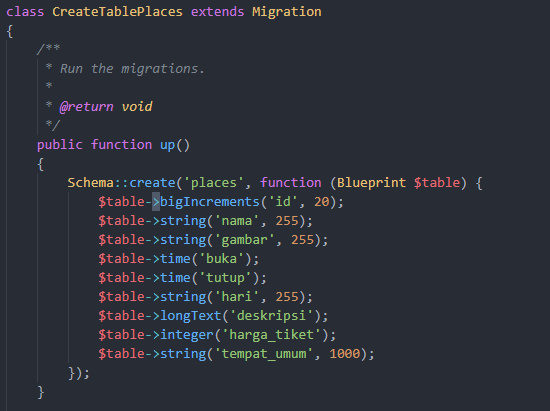 class CreateTablePlaces extends Migration
{
    /**
     * Run the migrations.
     *
     * @return void
     */
    public function up()
    {
        Schema::create('places', function (Blueprint $table) {
            $table->bigIncrements('id', 20);
            $table->string('nama', 255);
            $table->string('gambar', 255);
            $table->time('buka');
            $table->time('tutup');
            $table->string('hari', 255);
            $table->longText('deskripsi');
            $table->integer('harga_tiket');
            $table->string('tempat_umum', 1000);
        });
    }